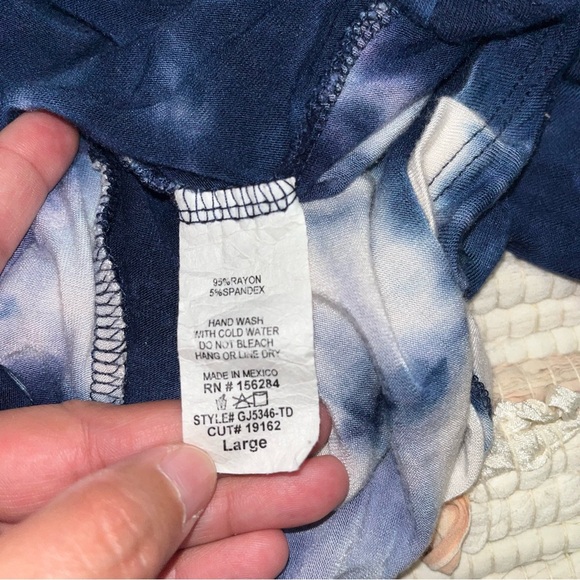 95%RAYON
5%SPANDEX
HAND WASH
WITH COLD WATER
DO NOT BLEACH
HANG OR LINE DRY
MADE IN MEXICO
RN # 156284
STYLE# GJ5346-TD
CUT# 19162
Large